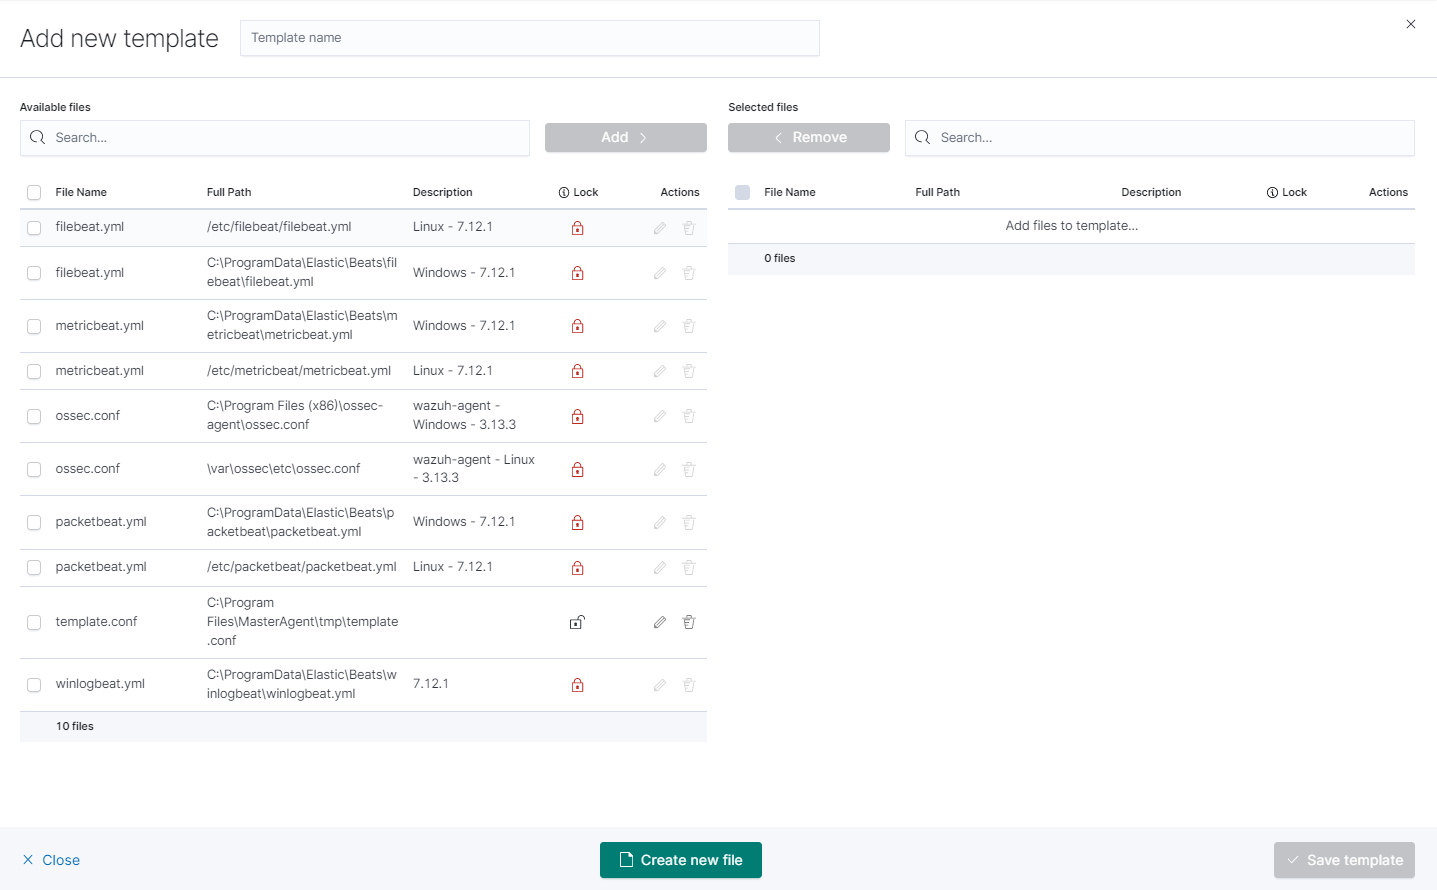 Add new template
Template name
Available files
Selected files
Search...
Add
Remove
Search...
File Name Full Path Description Lock Actions
filebeat.yml /etc/filebeat/filebeat.yml Linux - 7.12.1
filebeat.yml C:\ProgramData\Elastic\Beats\fil
ebeat\filebeat.yml Windows - 7.12.1
metricbeat.yml C:\ProgramData\Elastic\Beats\m
etricbeat\metricbeat.yml Windows - 7.12.1
metricbeat.yml /etc/metricbeat/metricbeat.yml Linux - 7.12.1
ossec.conf C:\Program Files (x86)\ossec-
agent\ossec.conf wazuh-agent -
Windows - 3.13.3
ossec.conf \var\ossec\etc\ossec.conf wazuh-agent - Linux
- 3.13.3
packetbeat.yml C:\ProgramData\Elastic\Beats\p
acketbeat\packetbeat.yml Windows - 7.12.1
packetbeat.yml /etc/packetbeat/packetbeat.yml Linux - 7.12.1
template.conf C:\Program
Files\MasterAgent\tmp\template
.conf
winlogbeat.yml C:\ProgramData\Elastic\Beats\w
inlogbeat\winlogbeat.yml 7.12.1
10 files
File Name Full Path Description Lock Actions
Add files to template...
0 files
Close
Create new file
Save template